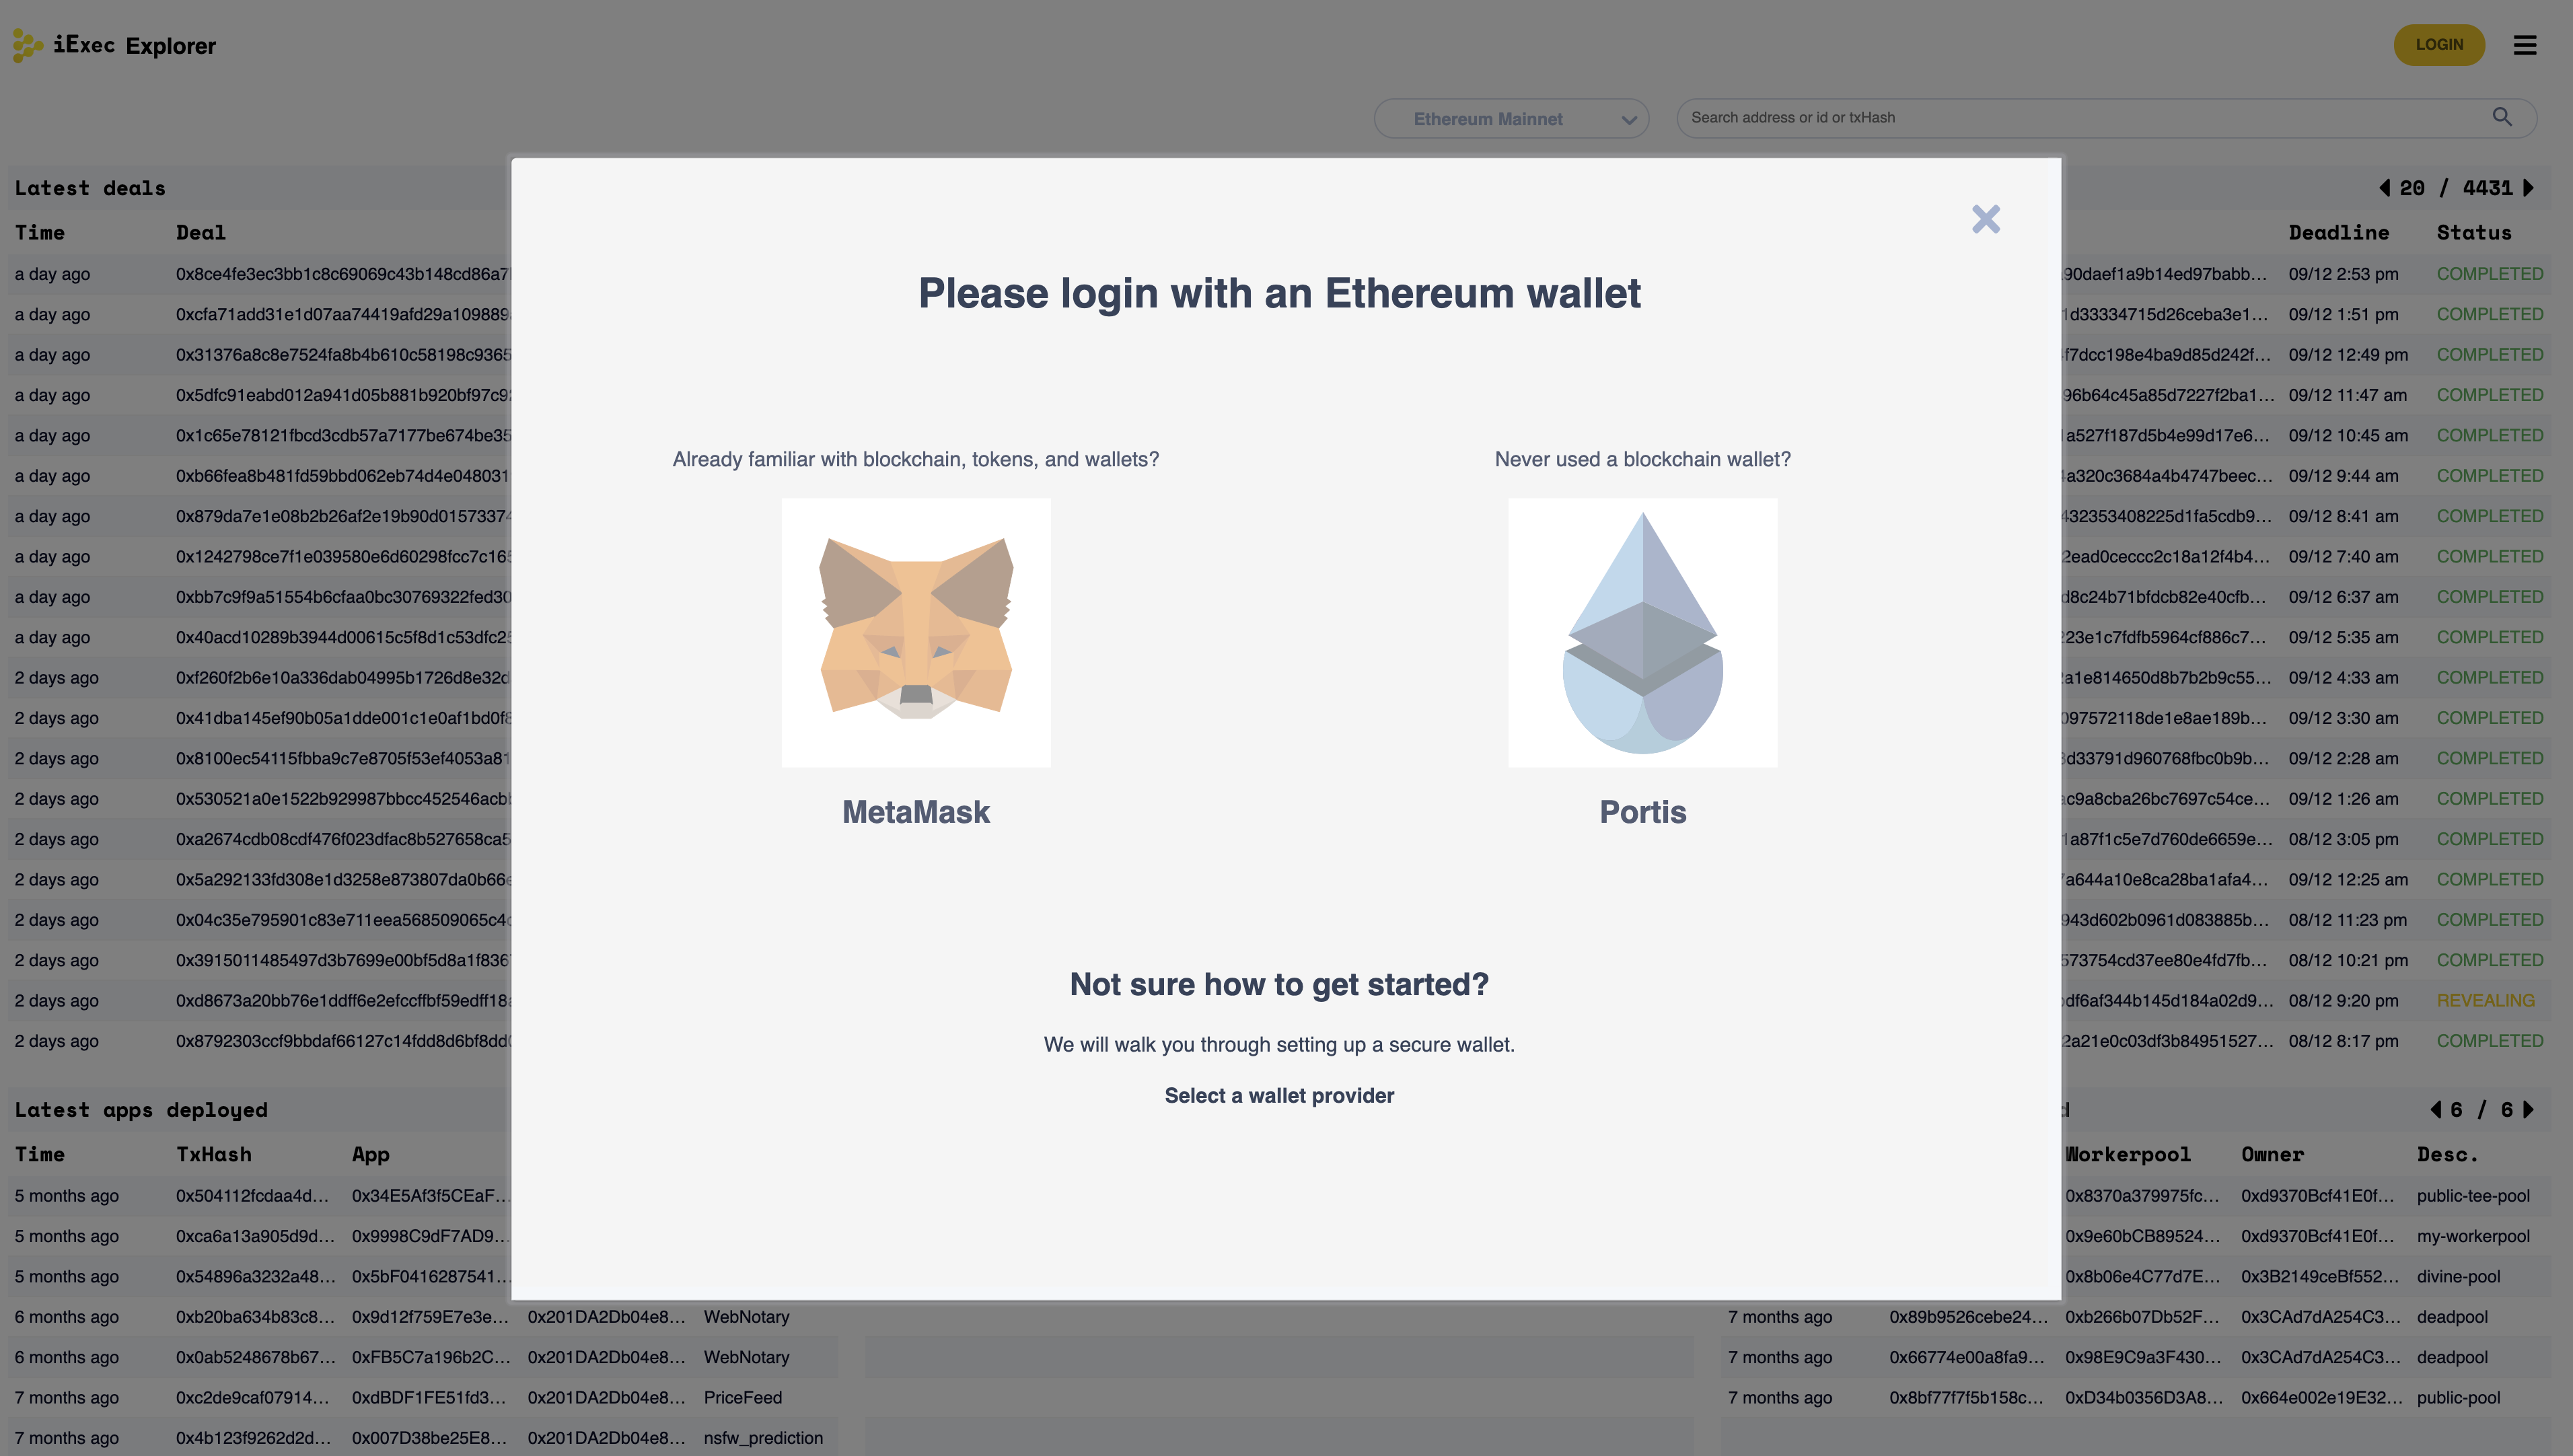 iExec Explorer
LOGIN
Ethereum Mainnet
Search address or id or txHash
Latest deals
20 / 4431
Time Deal Deadline Status
a day ago 0x8ce4fe3ec3bb1c8c69069c43b148cd86a7 90daef1a9b14ed97babb... 09/12 2:53 pm COMPLETED
a day ago 0xcfa71add31e1d07aa74419afd29a109889 1d33334715d26ceba3e1... 09/12 1:51 pm COMPLETED
a day ago 0x31376a8c8e7524fa8b4b610c58198c9365 f7dcc198e4ba9d85d242f... 09/12 12:49 pm COMPLETED
a day ago 0x5dfc91eabd012a941d05b881b920bf97c9 96b64c45a85d7227f2ba1... 09/12 11:47 am COMPLETED
a day ago 0x1c65e78121fbcd3cdb57a7177be674be35 a527f187d5b4e99d17e6... 09/12 10:45 am COMPLETED
a day ago 0xb66fea8b481fd59bbd062eb74d4e048031 a320c3684a4b4747beec... 09/12 9:44 am COMPLETED
a day ago 0x879da7e1e08b2b26af2e19b90d01573374 432353408225d1fa5cdb9... 09/12 8:41 am COMPLETED
a day ago 0x1242798ce7f1e039580e6d60298fcc7c16 2ead0ceccc2c18a12f4b4... 09/12 7:40 am COMPLETED
a day ago 0xbb7c9f9a51554b6cfaa0bc30769322fed30 d8c24b71bfdcb82e40cfb... 09/12 6:37 am COMPLETED
a day ago 0x40acd10289b3944d00615c5f8d1c53dfc25 23e1c7fdfb5964cf886c7... 09/12 5:35 am COMPLETED
2 days ago 0xf260f2b6e10a336dab04995b1726d8e32d a1e814650d8b7b2b9c55... 09/12 4:33 am COMPLETED
2 days ago 0x41dba145ef90b05a1dde001c1e0af1bd0f8 097572118de1e8ae189b... 09/12 3:30 am COMPLETED
2 days ago 0x8100ec54115fbba9c7e8705f53ef4053a81 d33791d960768fbc0b9b... 09/12 2:28 am COMPLETED
2 days ago 0x530521a0e1522b929987bbcc452546acb c9a8cba26bc7697c54ce... 09/12 1:26 am COMPLETED
2 days ago 0xa2674cdb08cdf476f023dfac8b527658ca5 1a87f1c5e7d760de6659e... 08/12 3:05 pm COMPLETED
2 days ago 0x5a292133fd308e1d3258e873807da0b66 a644a10e8ca28ba1afa4... 09/12 12:25 am COMPLETED
2 days ago 0x04c35e795901c83e711eea568509065c4 943d602b0961d083885b... 08/12 11:23 pm COMPLETED
2 days ago 0x3915011485497d3b7699e00bf5d8a1f836 573754cd37ee80e4fd7fb... 08/12 10:21 pm COMPLETED
2 days ago 0xd8673a20bb76e1ddff6e2efccffbf59edff18 df6af344b145d184a02d9... 08/12 9:20 pm REVEALING
2 days ago 0x8792303ccf9bbdaf66127c14fdd8d6bf8dd 2a21e0c03df3b84951527... 08/12 8:17 pm COMPLETED
Please login with an Ethereum wallet
Already familiar with blockchain, tokens, and wallets?
Never used a blockchain wallet?
MetaMask
Portis
Not sure how to get started?
We will walk you through setting up a secure wallet.
Select a wallet provider
Latest apps deployed
6 / 6
Time TxHash App Workerpool Owner Desc.
5 months ago 0x504112fcdaa4d... 0x34E5Af3f5CEaF... 0x8370a379975fc... 0xd9370Bcf41E0f... public-tee-pool
5 months ago 0xca6a13a905d9d... 0x9998C9dF7AD9... 0x9e60bCB89524... 0xd9370Bcf41E0f... my-workerpool
5 months ago 0x54896a3232a48... 0x5bF0416287541... 0x8b06e4C77d7E... 0x3B2149ceBf552... divine-pool
6 months ago 0xb20ba634b83c8... 0x9d12f759E7e3e... 0x201DA2Db04e8... WebNotary 7 months ago 0x89b9526cebe24... 0xb266b07Db52F... 0x3CAd7dA254C3... deadpool
6 months ago 0x0ab5248678b67... 0xFB5C7a196b2C... 0x201DA2Db04e8... WebNotary 7 months ago 0x66774e00a8fa9... 0x98E9C9a3F430... 0x3CAd7dA254C3... deadpool
7 months ago 0xc2de9caf07914... 0xdBDF1FE51fd3... 0x201DA2Db04e8... PriceFeed 7 months ago 0x8bf77f7f5b158c... 0xD34b0356D3A8... 0x664e002e19E32... public-pool
7 months ago 0x4b123f9262d2d... 0x007D38be25E8... 0x201DA2Db04e8... nsfw_prediction